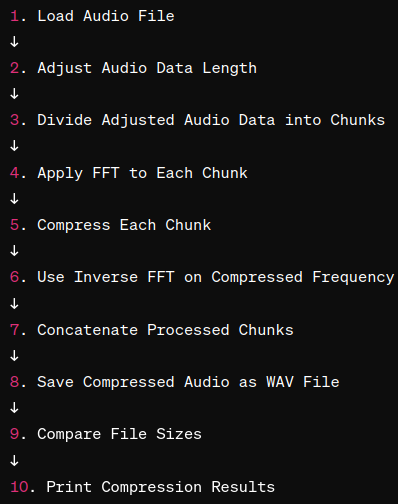 1. Load Audio File
↓
2. Adjust Audio Data Length
↓
3. Divide Adjusted Audio Data into Chunks
↓
4. Apply FFT to Each Chunk
↓
5. Compress Each Chunk
↓
6. Use Inverse FFT on Compressed Frequency
↓
7. Concatenate Processed Chunks
↓
8. Save Compressed Audio as WAV File
↓
9. Compare File Sizes
↓
10. Print Compression Results